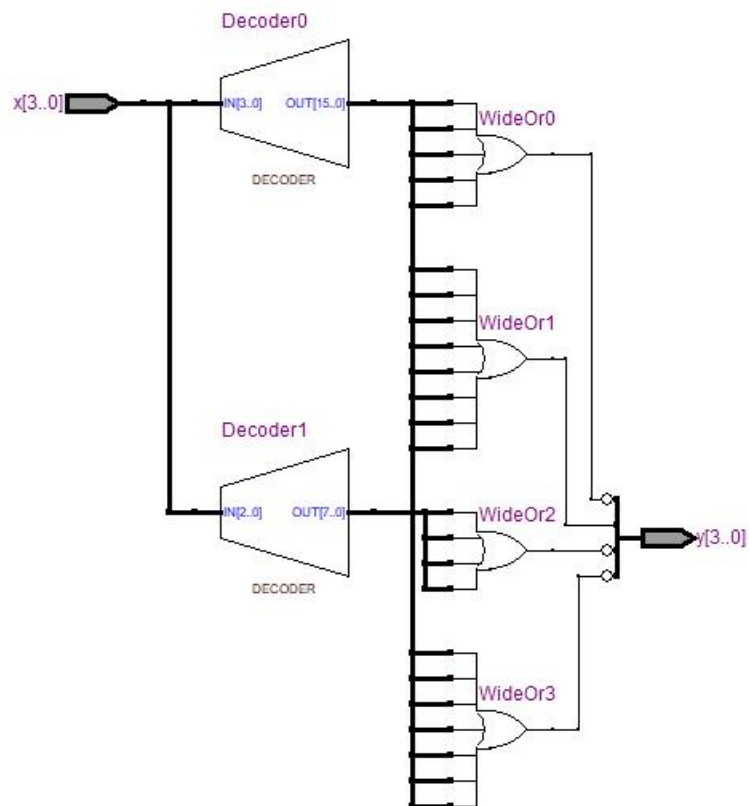 Decoder0
x[3..0]
IN[3..0] OUT[15..0]
DECODER
WideOr0
WideOr1
Decoder1
IN[2..0] OUT[7..0]
DECODER
WideOr2
y[3..0]
WideOr3